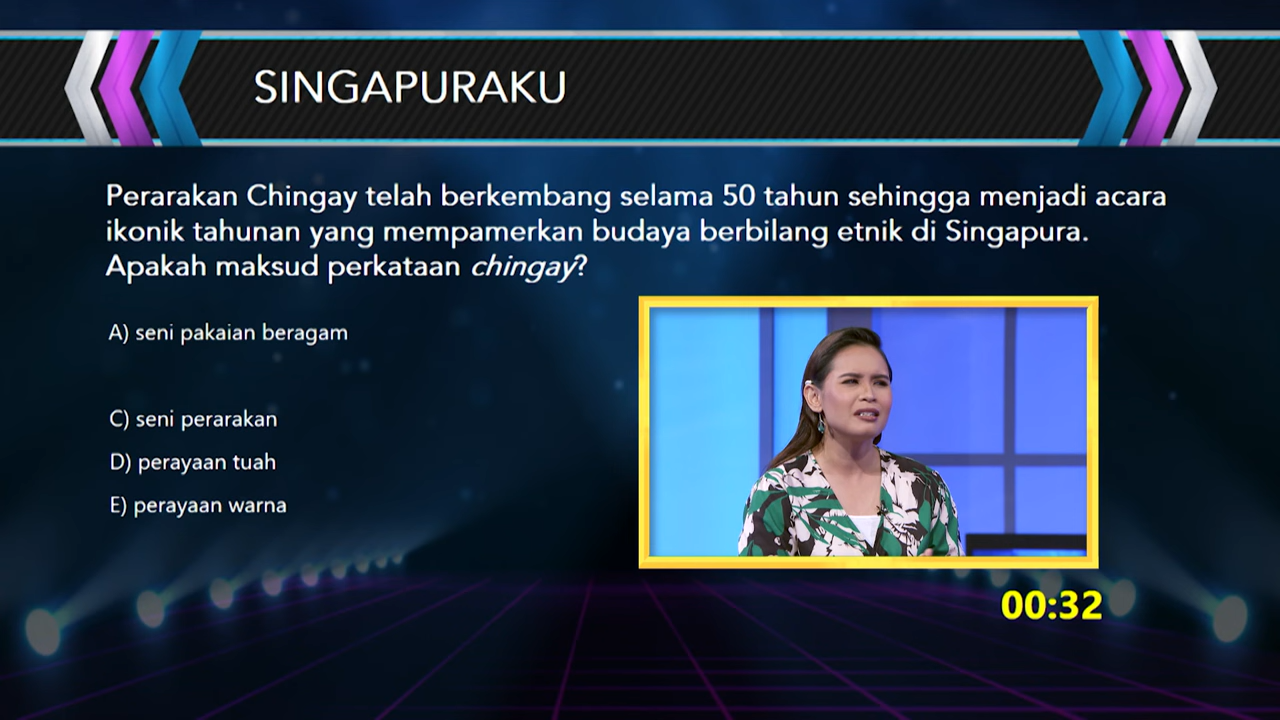 SINGAPURAKU
Perarakan Chingay telah berkembang selama 50 tahun sehingga menjadi acara
ikonik tahunan yang mempamerkan budaya berbilang etnik di Singapura.
Apakah maksud perkataan chingay?
A) seni pakaian beragam
C) seni perarakan
D) perayaan tuah
E) perayaan warna
00:32